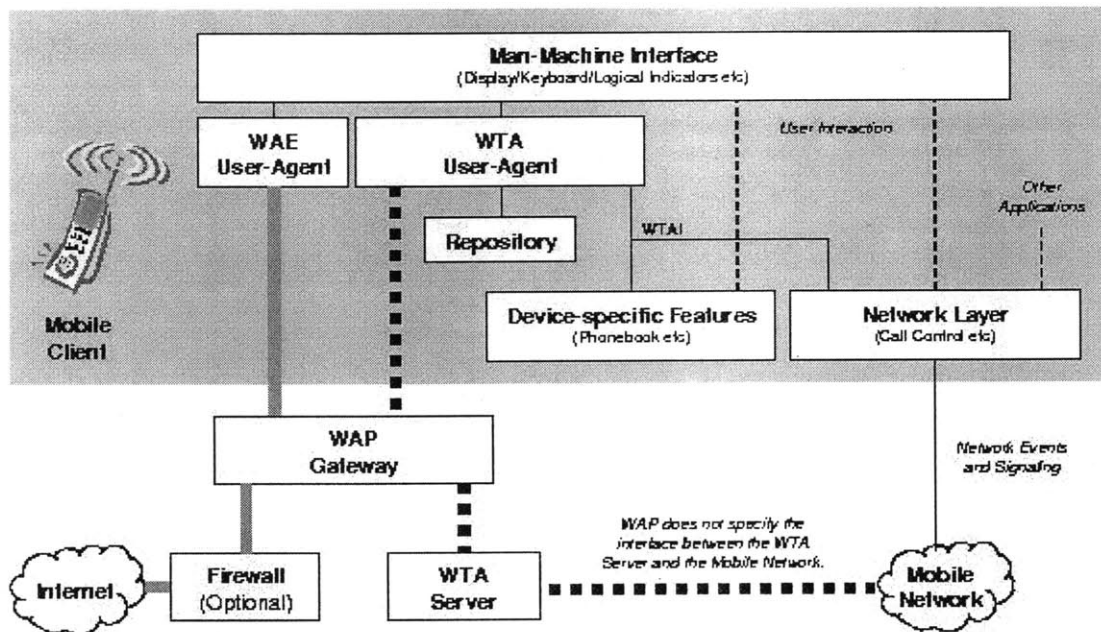 Man-Machine Interface
(Display/Keyboard/Logical Indicators etc)
WAE
User-Agent
WTA
User-Agent
User Interaction
Other
Applications
Repository
WTAI
Mobile
Client
Device-specific Features
(Phonebook etc)
Network Layer
(Call Control etc)
WAP
Gateway
Network Events
and Signaling
WAP does not specify the
interface between the WTA
Server and the Mobile Network.
Internet
Firewall
(Optional)
WTA
Server
Mobile
Network